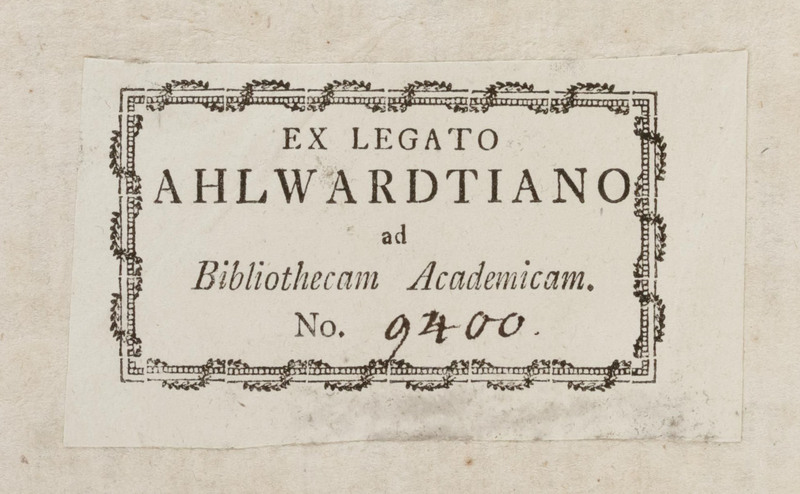 EX LEGATO
AHLWARDTIANO
ad
Bibliothecam Academicam.
No. 9400.